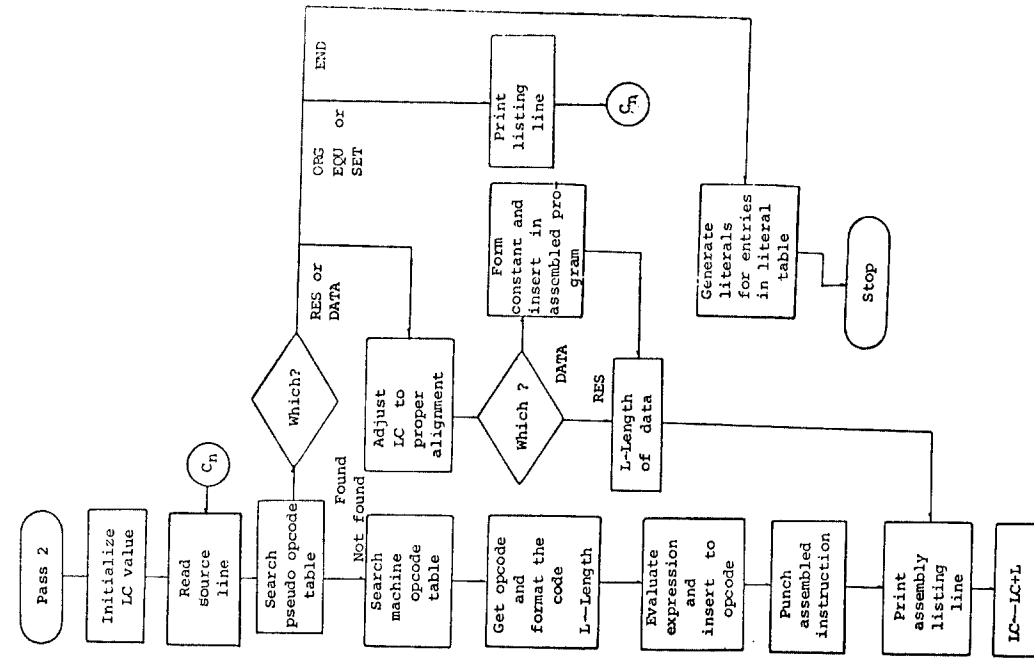 Pass 2
Initialize
LC value
Read
source
line
Cn
Search
pseudo opcode
table
Found
Not found
Which?
RES or
DATA
ORG
EQU or
SET
END
Search
machine
opcode
table
Adjust
LC to
proper
alignment
Get opcode
and
format the
code
L←Length
Which ?
DATA
RES
Form
constant and
insert in
assembled pro-
gram
Print
listing
line
Cn
Evaluate
expression
and
insert to
opcode
L←Length
of data
Punch
assembled
instruction
Generate
literals
for entries
in literal
table
Print
assembly
listing
line
Stop
LC←LC+L